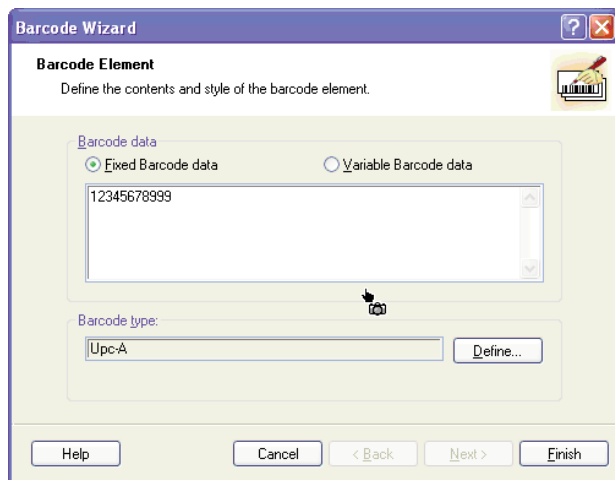 Barcode Wizard
Barcode Element
Define the contents and style of the barcode element.
Barcode data
Fixed Barcode data Variable Barcode data
12345678999
Barcode type:
Upc-A Define...
Help Cancel < Back Next > Finish